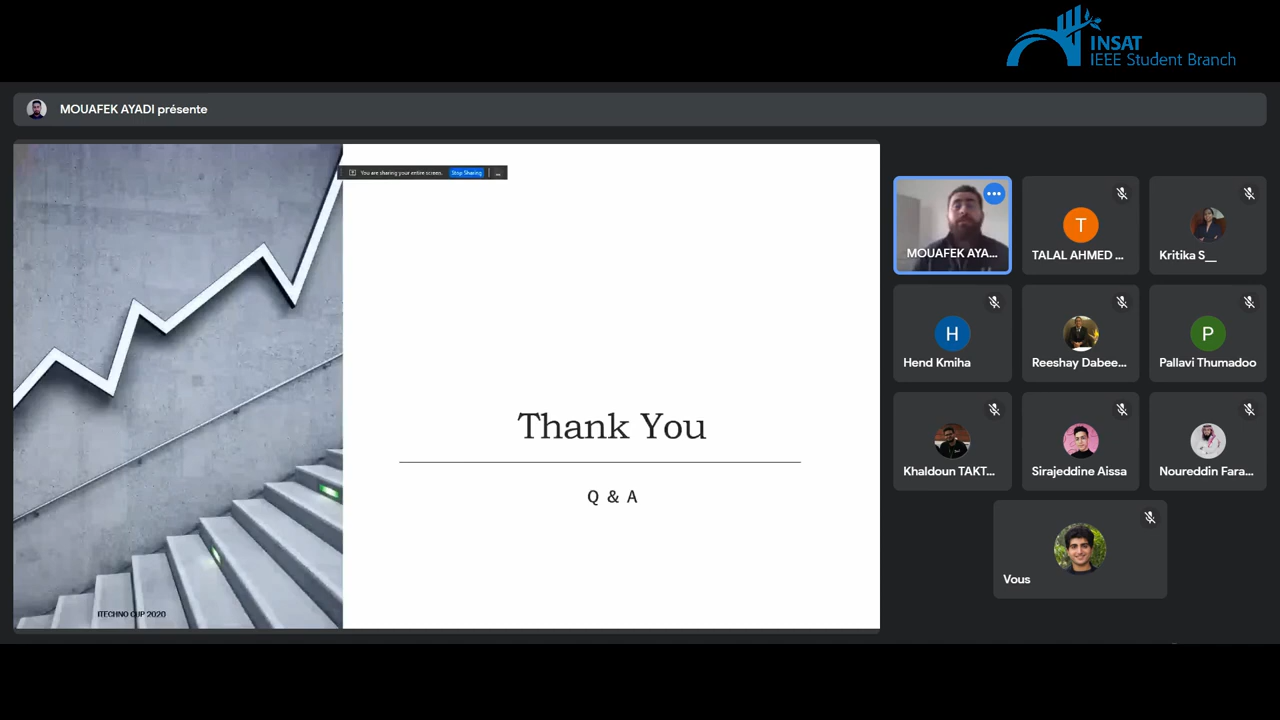 INSAT
IEEE Student Branch
MOUAFEK AYADI présente
You are sharing your entire screen.
Stop Sharing
...
Thank You
Q & A
ITECHNO CUP 2020
MOUAFEK AYA...
T
TALAL AHMED ...
Kritika S__
H
Hend Kmiha
Reeshay Dabee...
P
Pallavi Thumadoo
Khaldoun TAKT...
Sirajeddine Aissa
Noureddin Fara...
Vous